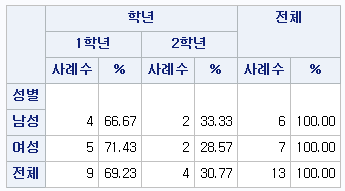 학년 전체
1학년 2학년
사례수 % 사례수 % 사례수 %
성별
남성 4 66.67 2 33.33 6 100.00
여성 5 71.43 2 28.57 7 100.00
전체 9 69.23 4 30.77 13 100.00